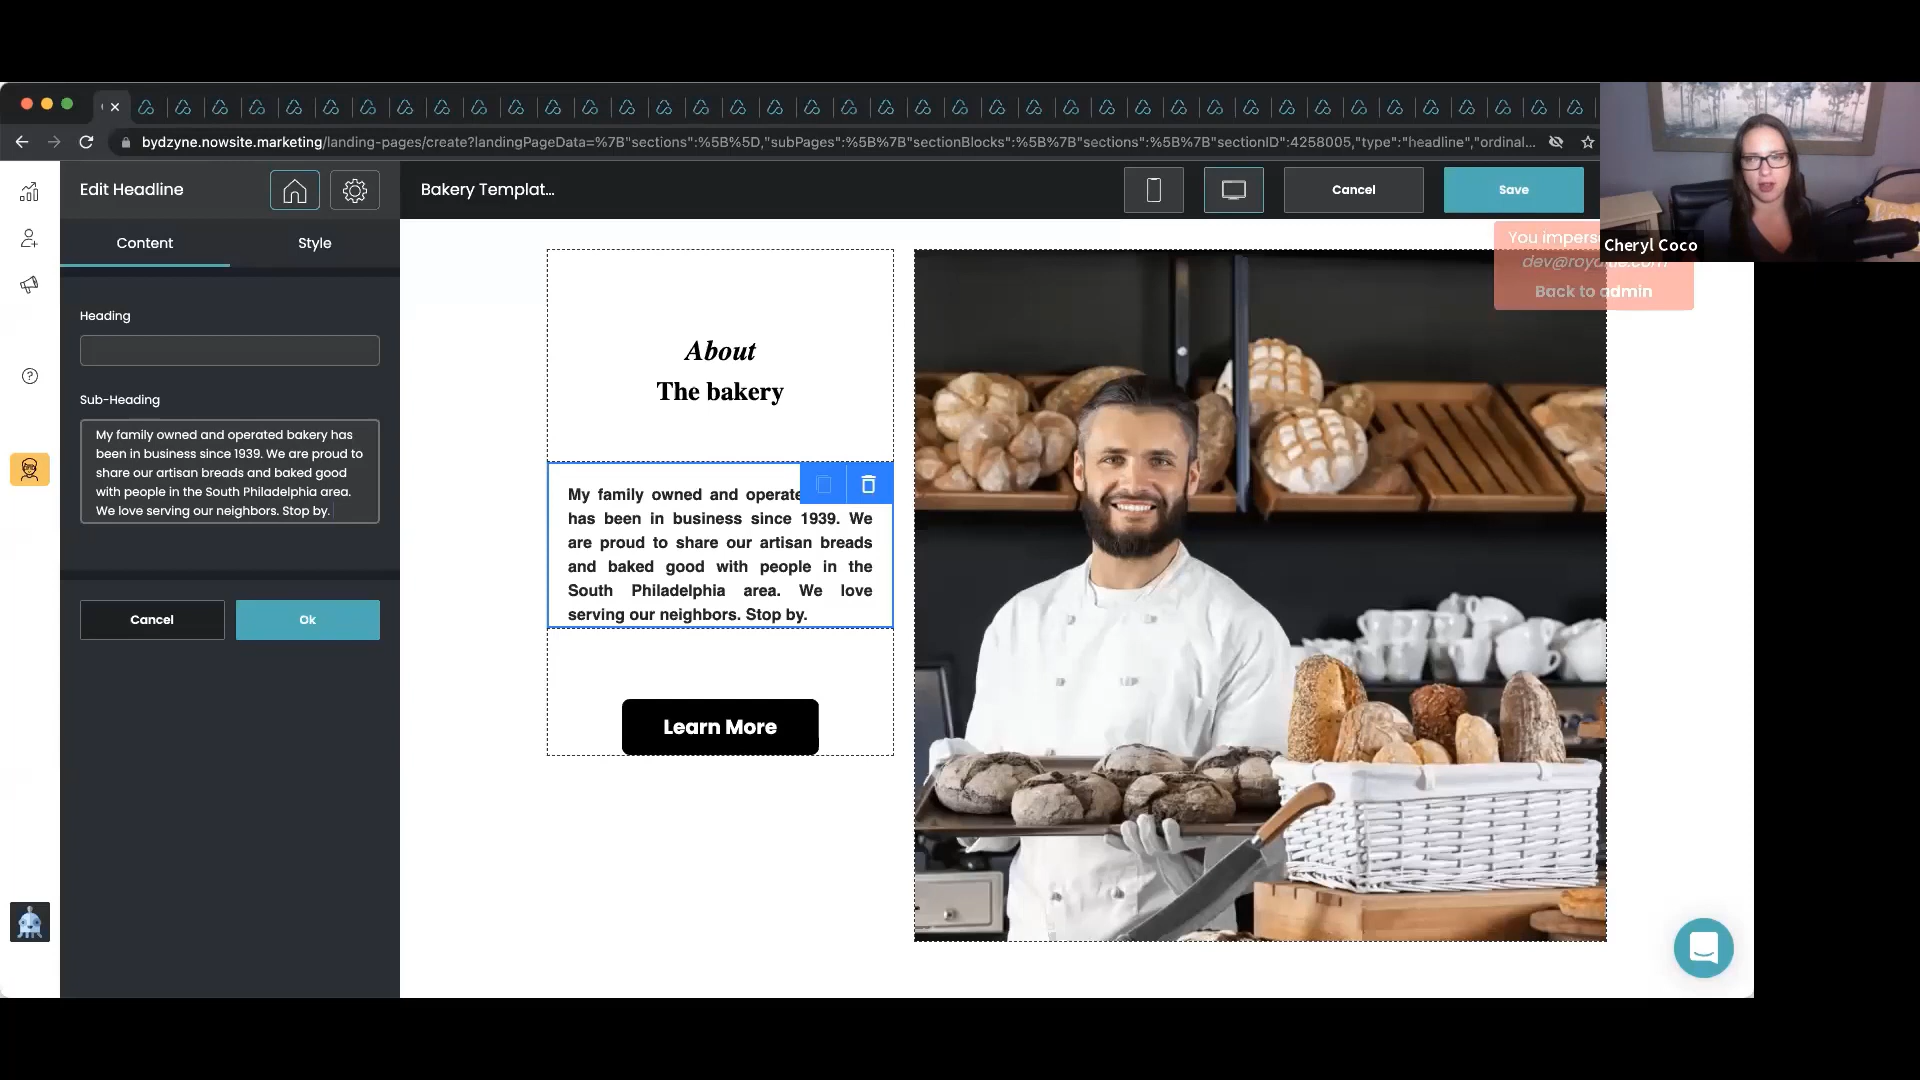 bydzyne.nowsite.marketing/landing-pages/create?landingPageData=%7B"sections":%5B%5D,"subPages":%5B%7B"sectionBlocks":%5B%7B"sections":%7B"sectionID":4258005,"type":"headline","ordinal...
Edit Headline
Bakery Templat...
Cancel
Save
Content
Style
You impers
dev@roya
Back to admin
Cheryl Coco
Heading
Sub-Heading
My family owned and operated bakery has
been in business since 1939. We are proud to
share our artisan breads and baked good
with people in the South Philadelphia area.
We love serving our neighbors. Stop by.
Cancel
Ok
About
The bakery
My family owned and operate
has been in business since 1939. We
are proud to share our artisan breads
and baked good with people in the
South Philadelphia area. We love
serving our neighbors. Stop by.
Learn More